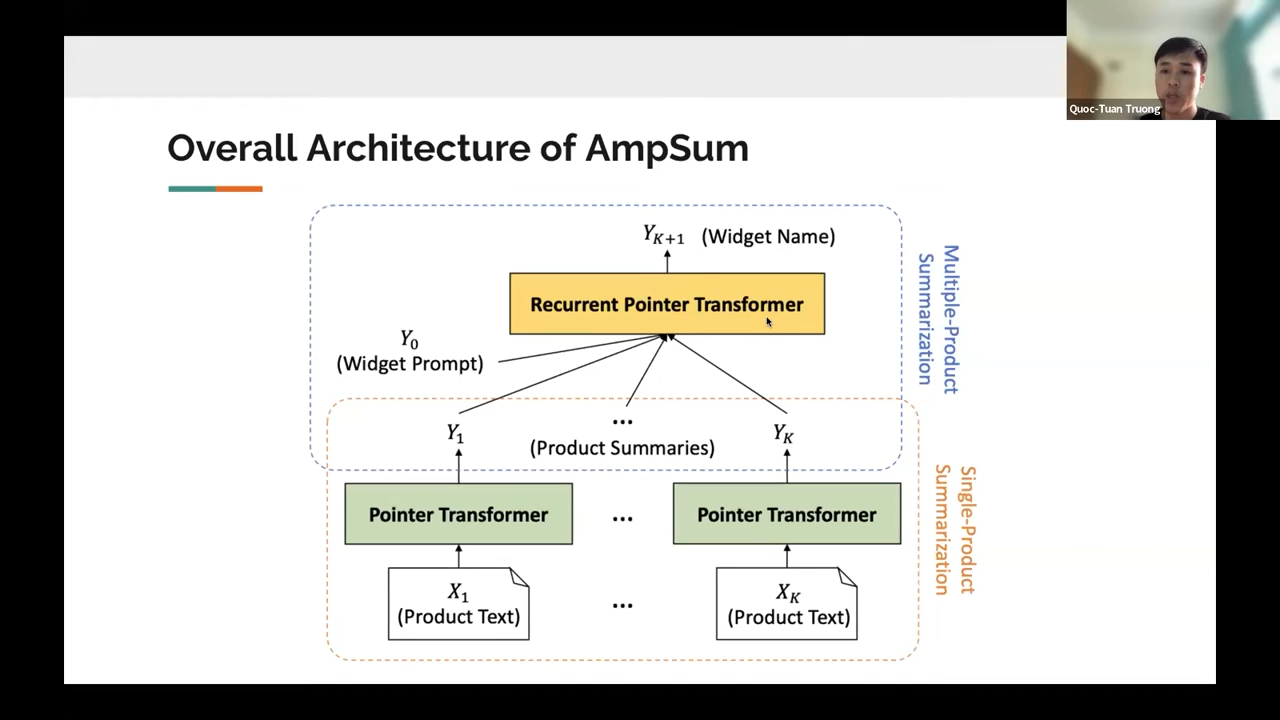 Quoc-Tuan Truong
Overall Architecture of AmpSum
Y_{K+1} (Widget Name)
Recurrent Pointer Transformer
Y_0
(Widget Prompt)
Multiple-Product
Summarization
Y_1
...
Y_K
(Product Summaries)
Pointer Transformer
...
Pointer Transformer
Single-Product
Summarization
X_1
(Product Text)
...
X_K
(Product Text)